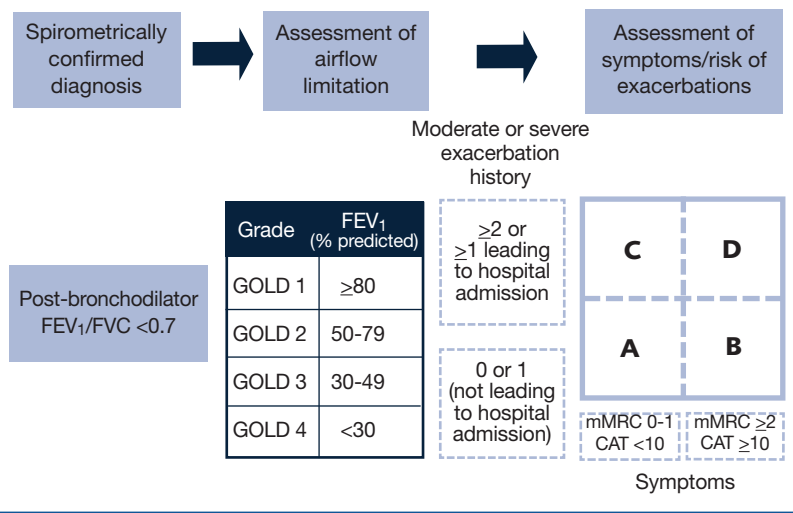 Spirometrically
confirmed
diagnosis
Assessment of
airflow
limitation
Assessment of
symptoms/risk of
exacerbations
Moderate or severe
exacerbation
history
Post-bronchodilator
FEV₁/FVC <0.7
Grade FEV₁
(% predicted)
GOLD 1 ≥80
GOLD 2 50-79
GOLD 3 30-49
GOLD 4 <30
≥2 or
≥1 leading
to hospital
admission
0 or 1
(not leading
to hospital
admission)
C D
A B
mMRC 0-1
CAT <10
mMRC ≥2
CAT ≥10
Symptoms